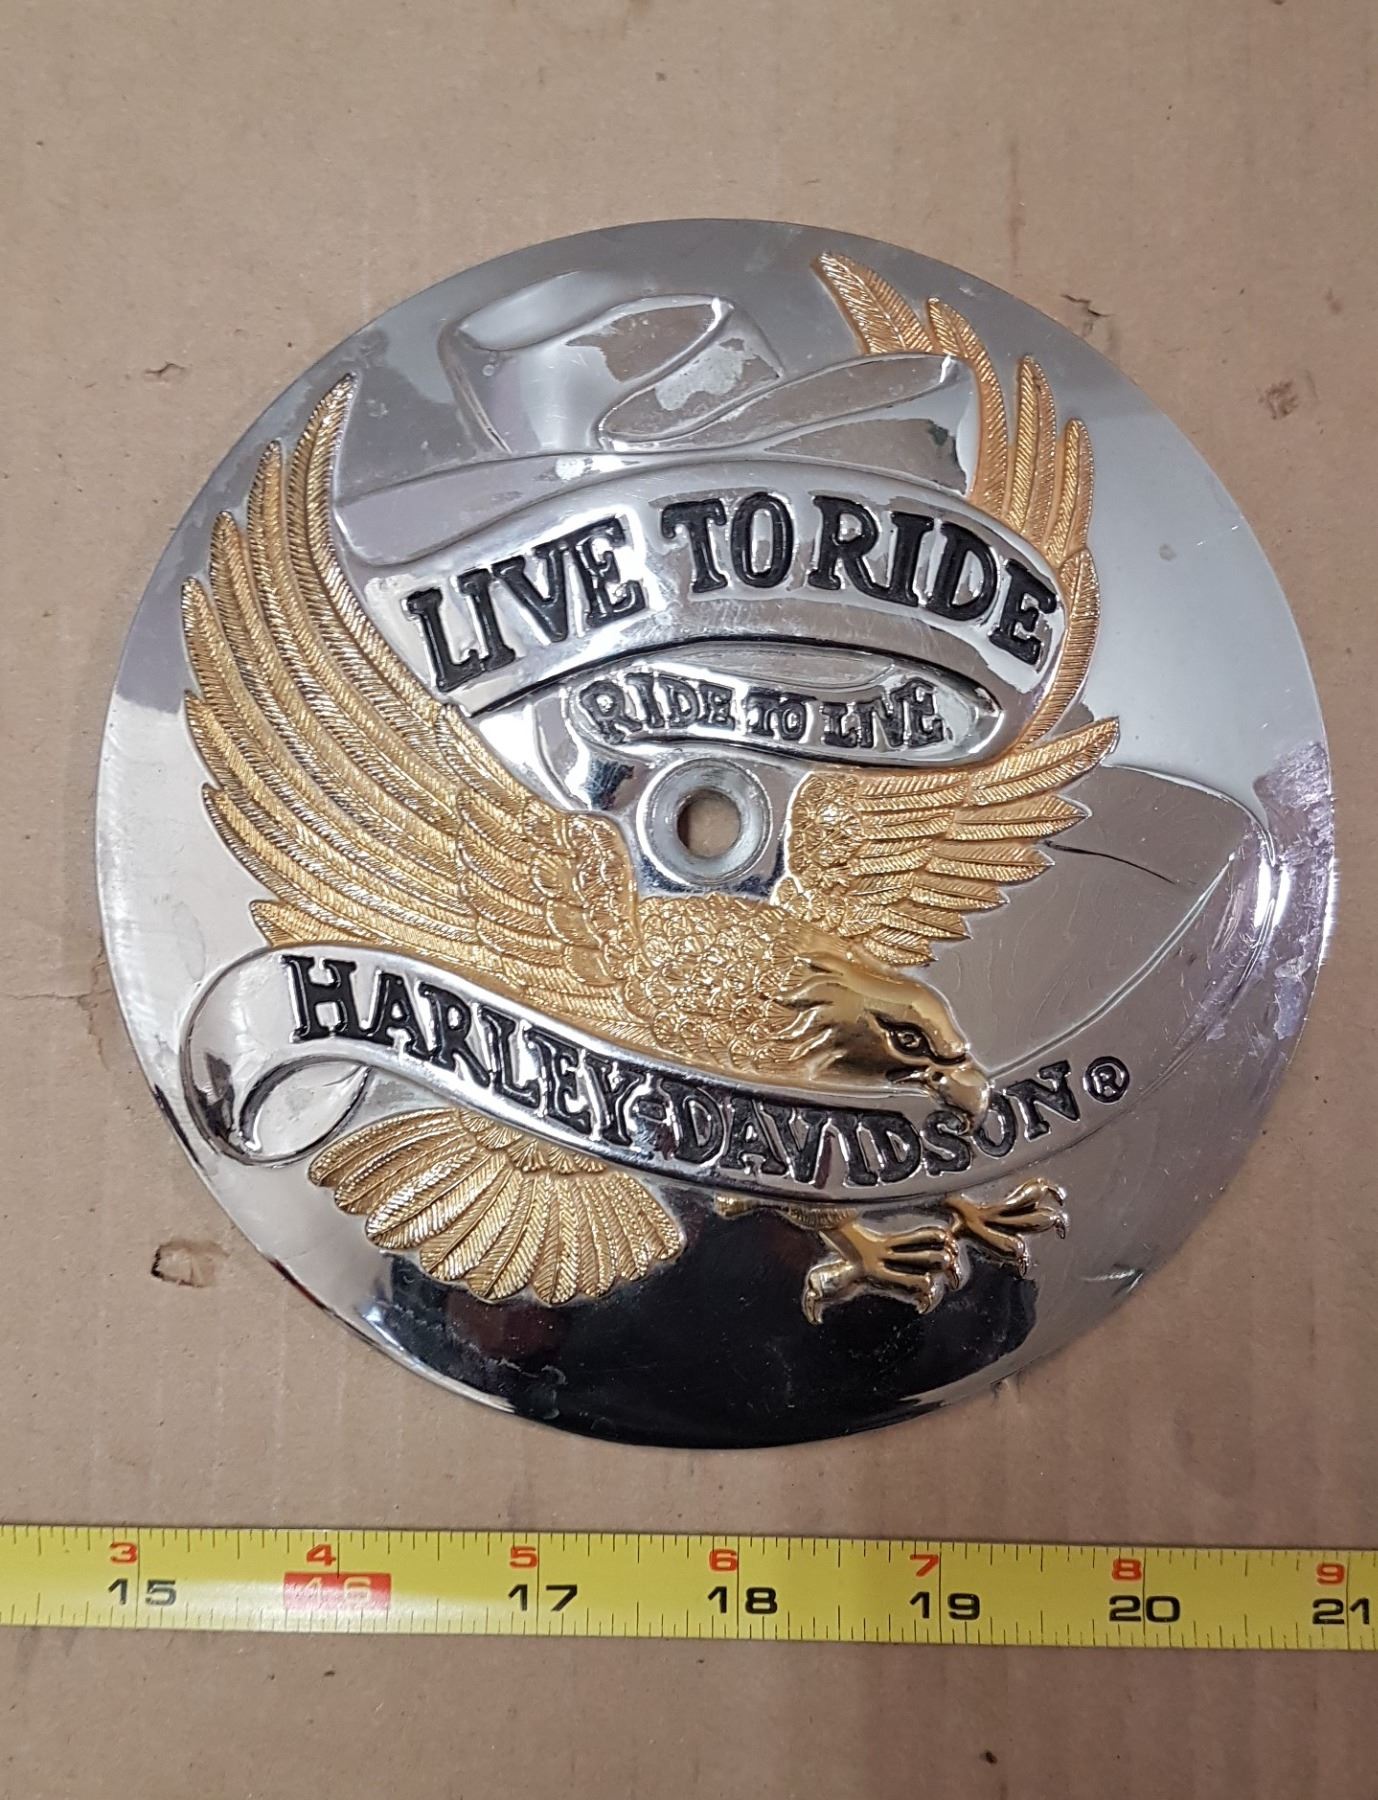 LIVE TO RIDE
RIDE TO LIVE
HARLEY-DAVIDSON®
3 4 5 6 7 8 9
15 16 17 18 19 20 21